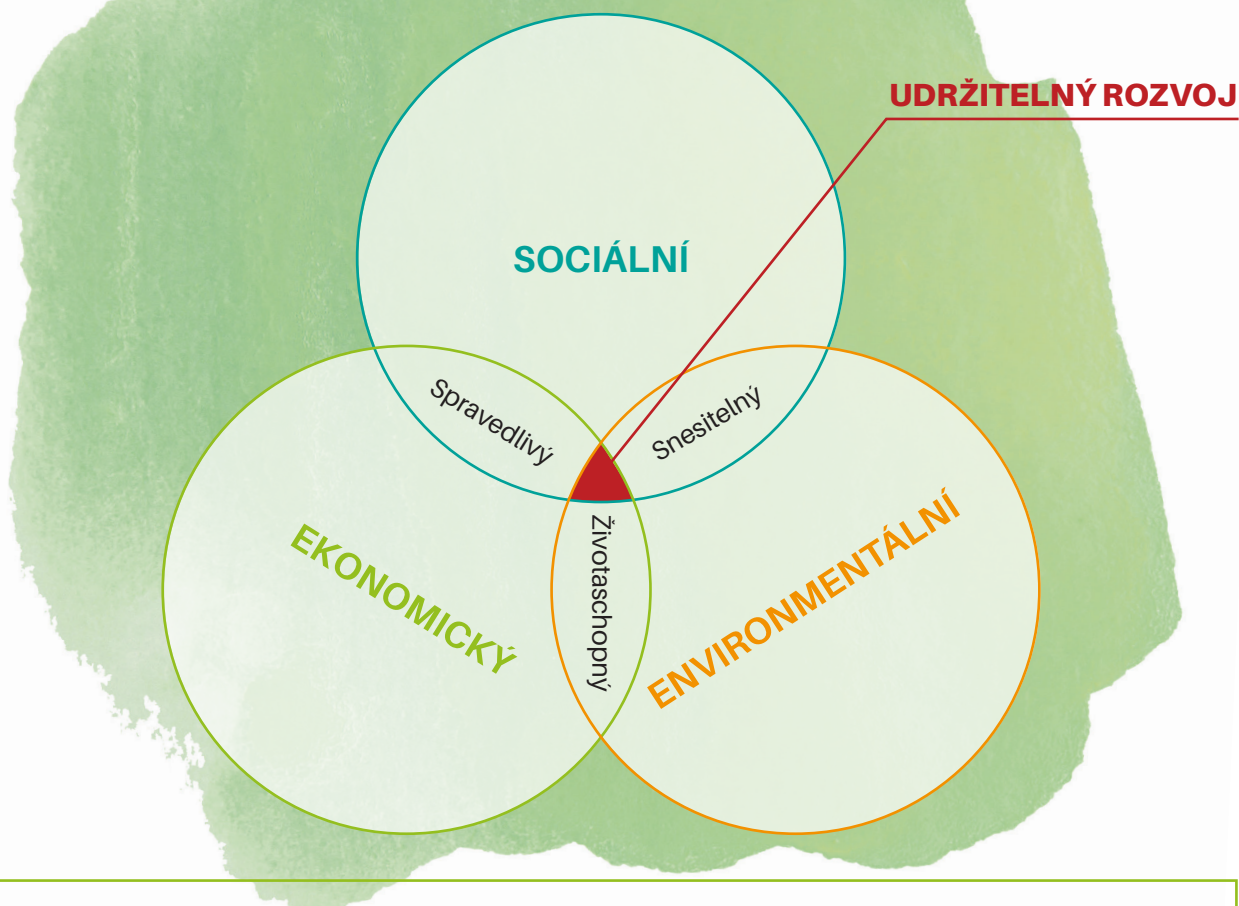 UDRŽITELNÝ ROZVOJ
SOCIÁLNÍ
Spravedlivý
Snesitelný
EKONOMICKÝ
Životaschopný
ENVIRONMENTÁLNÍ